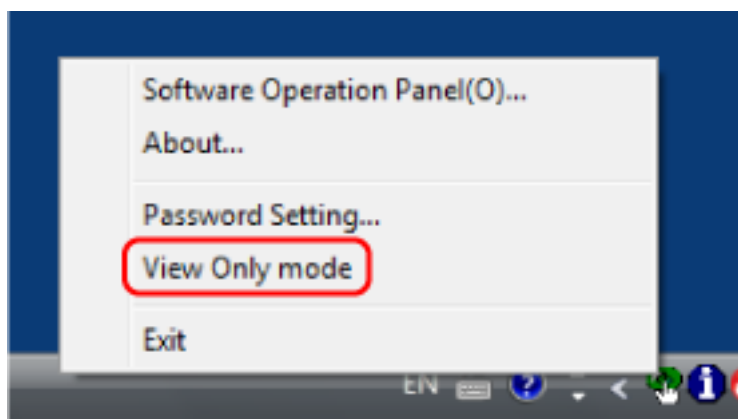 Software Operation Panel(O)...
About...
Password Setting...
View Only mode
Exit
EN ? < i